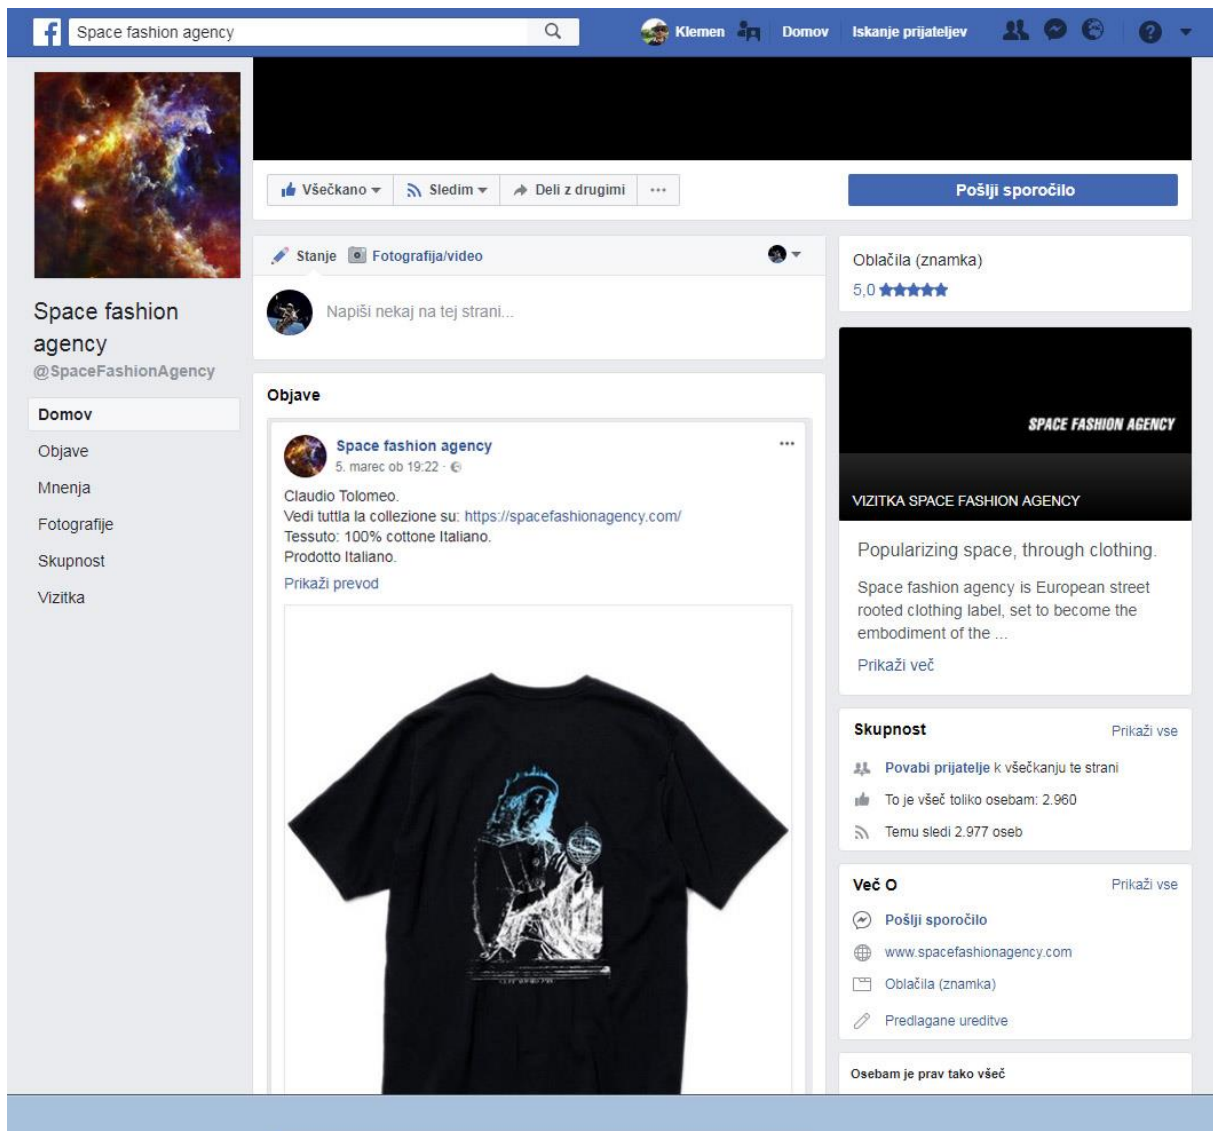 Space fashion agency
Klemen
Domov
Iskanje prijateljev
Všečkano
Sledim
Deli z drugimi
Pošlji sporočilo
Space fashion
agency
@SpaceFashionAgency
Domov
Objave
Mnenja
Fotografije
Skupnost
Vizitka
Stanje
Fotografija/video
Napiši nekaj na tej strani...
Objave
Space fashion agency
5. marec ob 19:22 ·
Claudio Tolomeo.
Vedi tuttla la collezione su: https://spacefashionagency.com/
Tessuto: 100% cottone Italiano.
Prodotto Italiano.
Prikaži prevod
Oblačila (znamka)
5,0 ★★★★★
SPACE FASHION AGENCY
VIZITKA SPACE FASHION AGENCY
Popularizing space, through clothing.
Space fashion agency is European street
rooted clothing label, set to become the
embodiment of the ...
Prikaži več
Skupnost
Prikaži vse
Povabi prijatelje k všečkanju te strani
To je všeč toliko osebam: 2.960
Temu sledi 2.977 oseb
Več O
Prikaži vse
Pošlji sporočilo
www.spacefashionagency.com
Oblačila (znamka)
Predlagane ureditve
Osebam je prav tako všeč